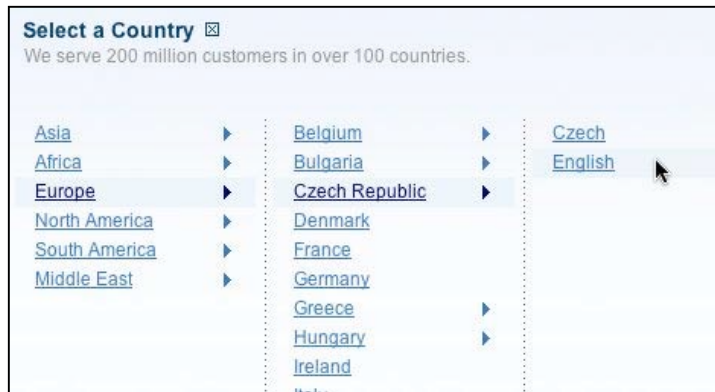 Select a Country
We serve 200 million customers in over 100 countries.
Asia
Africa
Europe
North America
South America
Middle East
Belgium
Bulgaria
Czech Republic
Denmark
France
Germany
Greece
Hungary
Ireland
Czech
English